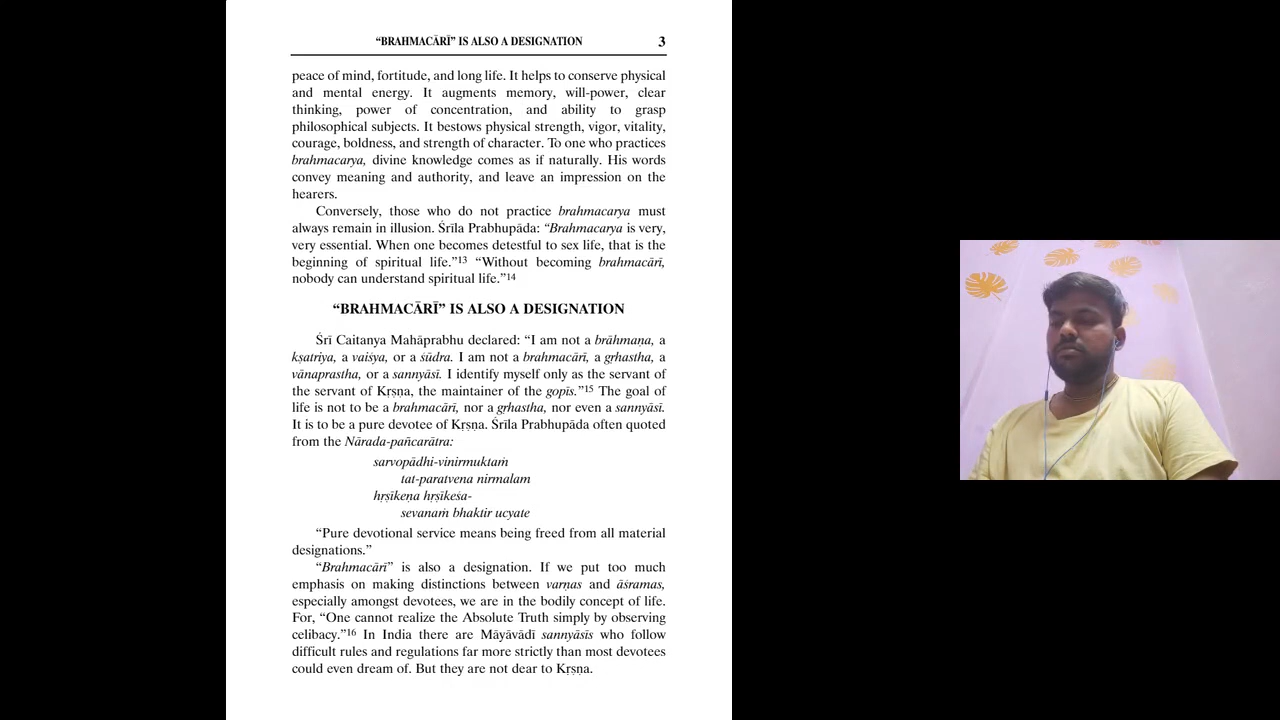 “BRAHMACĀRĪ” IS ALSO A DESIGNATION 3
peace of mind, fortitude, and long life. It helps to conserve physical
and mental energy. It augments memory, will-power, clear
thinking, power of concentration, and ability to grasp
philosophical subjects. It bestows physical strength, vigor, vitality,
courage, boldness, and strength of character. To one who practices
brahmacarya, divine knowledge comes as if naturally. His words
convey meaning and authority, and leave an impression on the
hearers.
Conversely, those who do not practice brahmacarya must
always remain in illusion. Śrīla Prabhupāda: “Brahmacarya is very,
very essential. When one becomes detestful to sex life, that is the
beginning of spiritual life.”13 “Without becoming brahmacārī,
nobody can understand spiritual life.”14
“BRAHMACĀRĪ” IS ALSO A DESIGNATION
Śrī Caitanya Mahāprabhu declared: “I am not a brāhmaṇa, a
kṣatriya, a vaiśya, or a śūdra. I am not a brahmacārī, a gṛhastha, a
vānaprastha, or a sannyāsī. I identify myself only as the servant of
the servant of Kṛṣṇa, the maintainer of the gopīs.”15 The goal of
life is not to be a brahmacārī, nor a gṛhastha, nor even a sannyāsī.
It is to be a pure devotee of Kṛṣṇa. Śrīla Prabhupāda often quoted
from the Nārada-pañcarātra:
sarvopādhi-vinirmuktaṁ
tat-paratvena nirmalam
hṛṣīkeṇa hṛṣīkeśa-
sevanaṁ bhaktir ucyate
“Pure devotional service means being freed from all material
designations.”
“Brahmacārī” is also a designation. If we put too much
emphasis on making distinctions between varṇas and āśramas,
especially amongst devotees, we are in the bodily concept of life.
For, “One cannot realize the Absolute Truth simply by observing
celibacy.”16 In India there are Māyāvādī sannyāsīs who follow
difficult rules and regulations far more strictly than most devotees
could even dream of. But they are not dear to Kṛṣṇa.